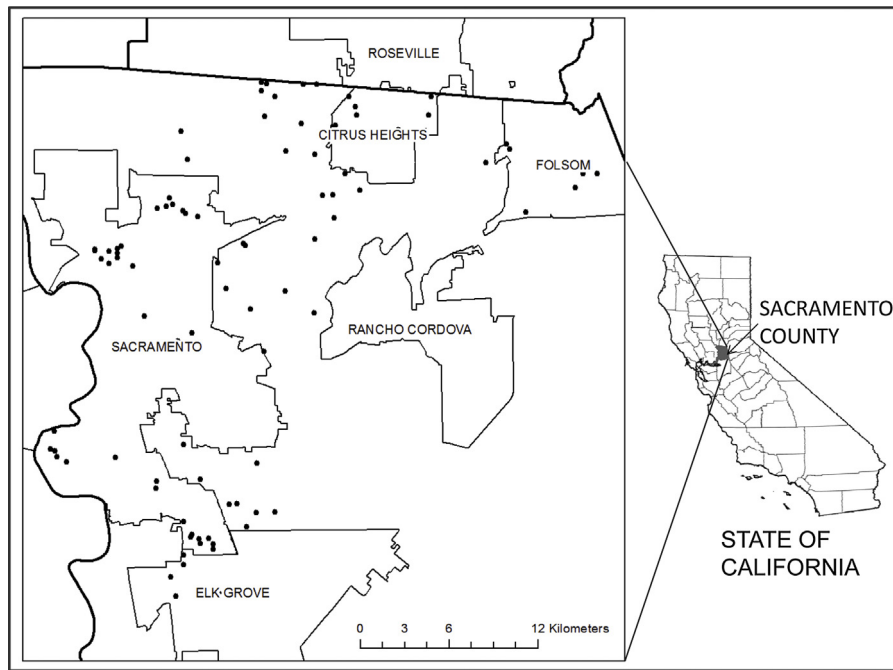 ROSEVILLE
CITRUS HEIGHTS
FOLSOM
RANCHO CORDOVA
SACRAMENTO
ELK GROVE
0 3 6 12 Kilometers
SACRAMENTO
COUNTY
STATE OF
CALIFORNIA